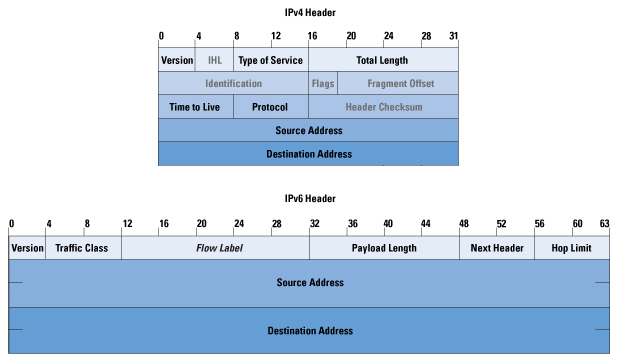 IPv4 Header
0 4 8 12 16 20 24 28 31
Version IHL Type of Service Total Length
Identification Flags Fragment Offset
Time to Live Protocol Header Checksum
Source Address
Destination Address
IPv6 Header
0 4 8 12 16 20 24 28 32 36 40 44 48 52 56 60 63
Version Traffic Class Flow Label Payload Length Next Header Hop Limit
Source Address
Destination Address